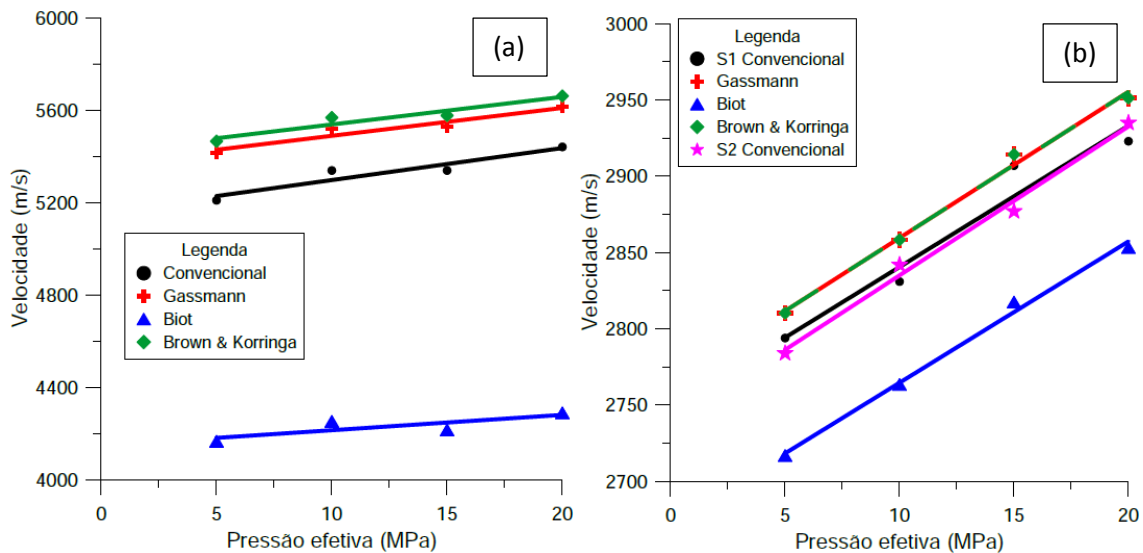 (a)
6000
5600
5200
4800
4400
4000
Velocidade (m/s)
Legenda
Convencional
Gassmann
Biot
Brown & Korringa
0
5
10
15
20
Pressão efetiva (MPa)
(b)
3000
2950
2900
2850
2800
2750
2700
Velocidade (m/s)
Legenda
S1 Convencional
Gassmann
Biot
Brown & Korringa
S2 Convencional
0
5
10
15
20
Pressão efetiva (MPa)